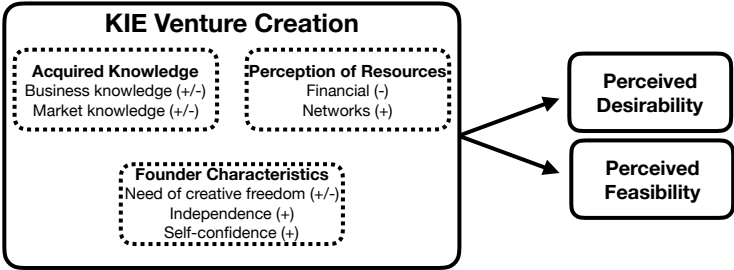 KIE Venture Creation
Acquired Knowledge
Business knowledge (+/-)
Market knowledge (+/-)
Perception of Resources
Financial (-)
Networks (+)
Founder Characteristics
Need of creative freedom (+/-)
Independence (+)
Self-confidence (+)
Perceived
Desirability
Perceived
Feasibility